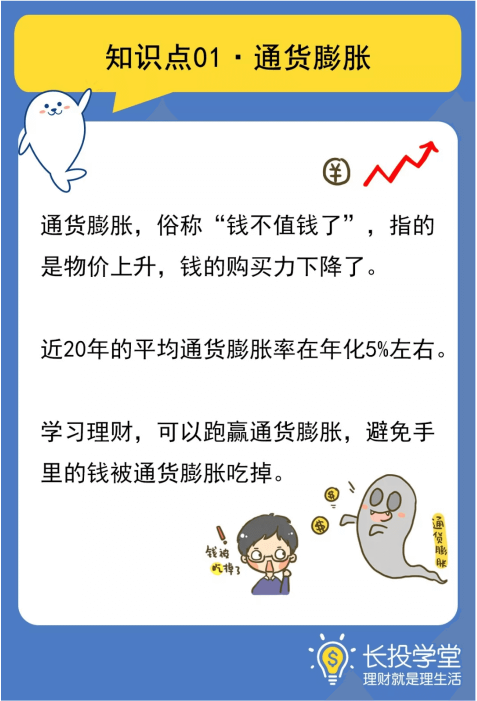 知识点01·通货膨胀
¥
通货膨胀，俗称“钱不值钱了”，指的
是物价上升，钱的购买力下降了。
近20年的平均通货膨胀率在年化5%左右。
学习理财，可以跑赢通货膨胀，避免手
里的钱被通货膨胀吃掉。
$
$
!
钱被
吃掉了
通货膨胀
$
长投学堂
理财就是理生活